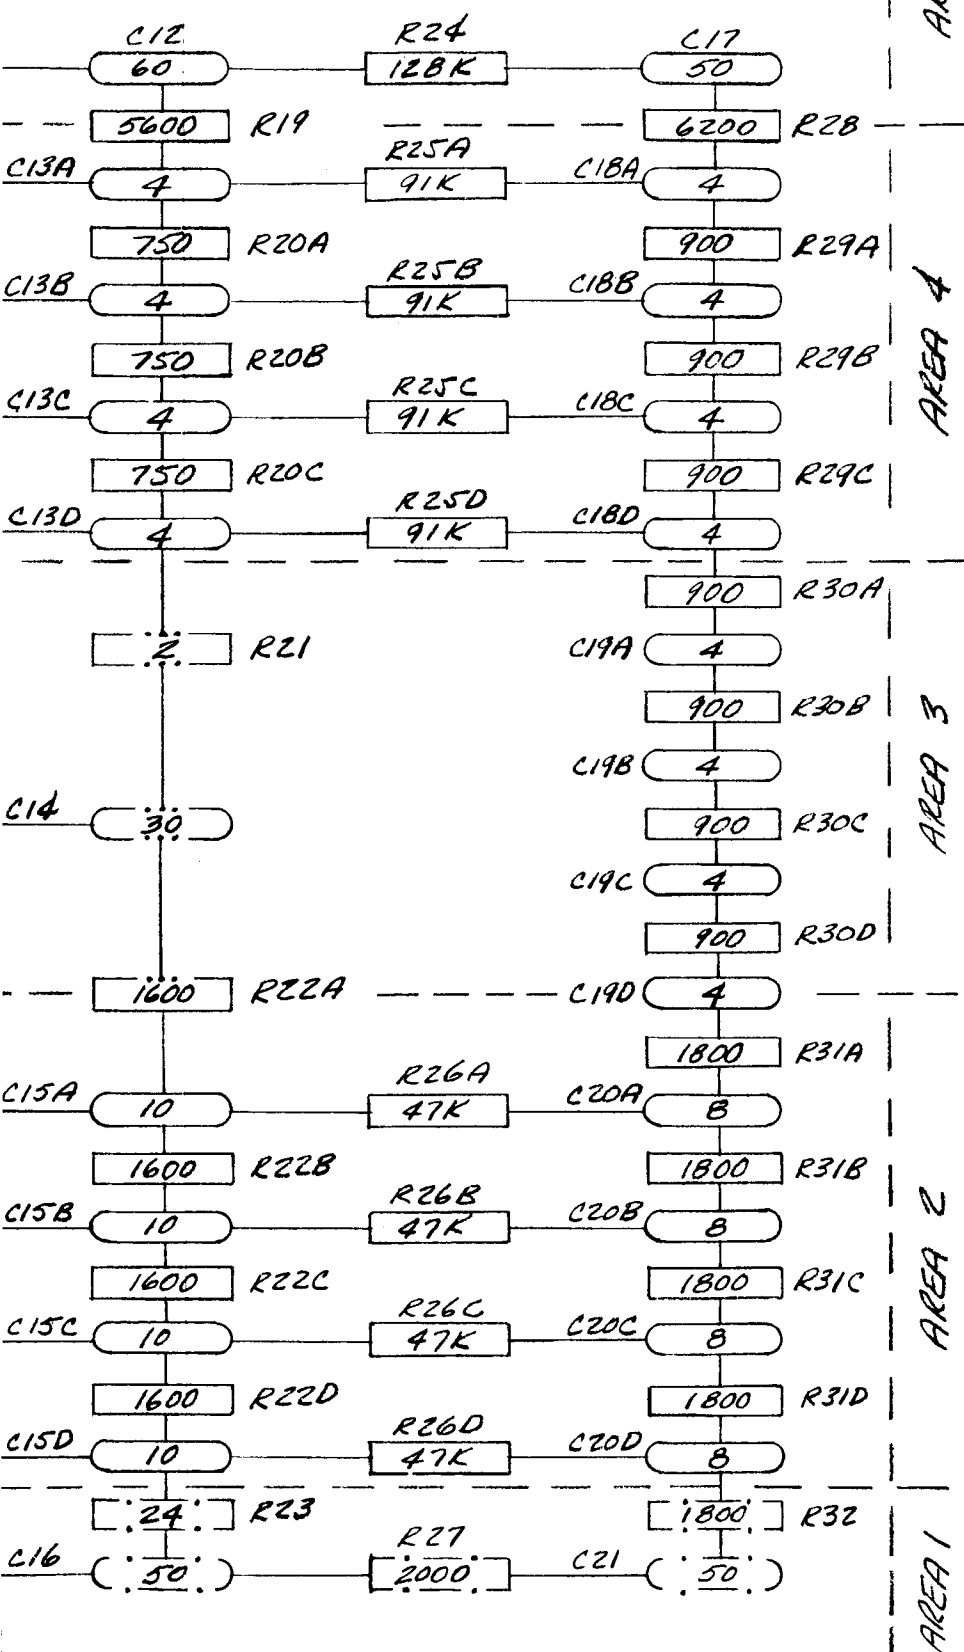 AR
C12 R24 C17
60 128K 50
5600 R19 6200 R28
C13A 4 R25A 91K C18A 4
750 R20A 900 R29A
C13B 4 R25B 91K C18B 4
750 R20B 900 R29B
AREA 4
C13C 4 R25C 91K C18C 4
750 R20C 900 R29C
C13D 4 R25D 91K C18D 4
900 R30A
2 R21 C19A 4
900 R30B
AREA 3
C19B 4
C14 30 900 R30C
C19C 4
900 R30D
1600 R22A C19D 4
1800 R31A
C15A 10 R26A 47K C20A 8
1600 R22B 1800 R31B
C15B 10 R26B 47K C20B 8
AREA 2
1600 R22C 1800 R31C
C15C 10 R26C 47K C20C 8
1600 R22D 1800 R31D
C15D 10 R26D 47K C20D 8
24 R23 1800 R32
C16 50 R27 2000 C21 50
AREA 1